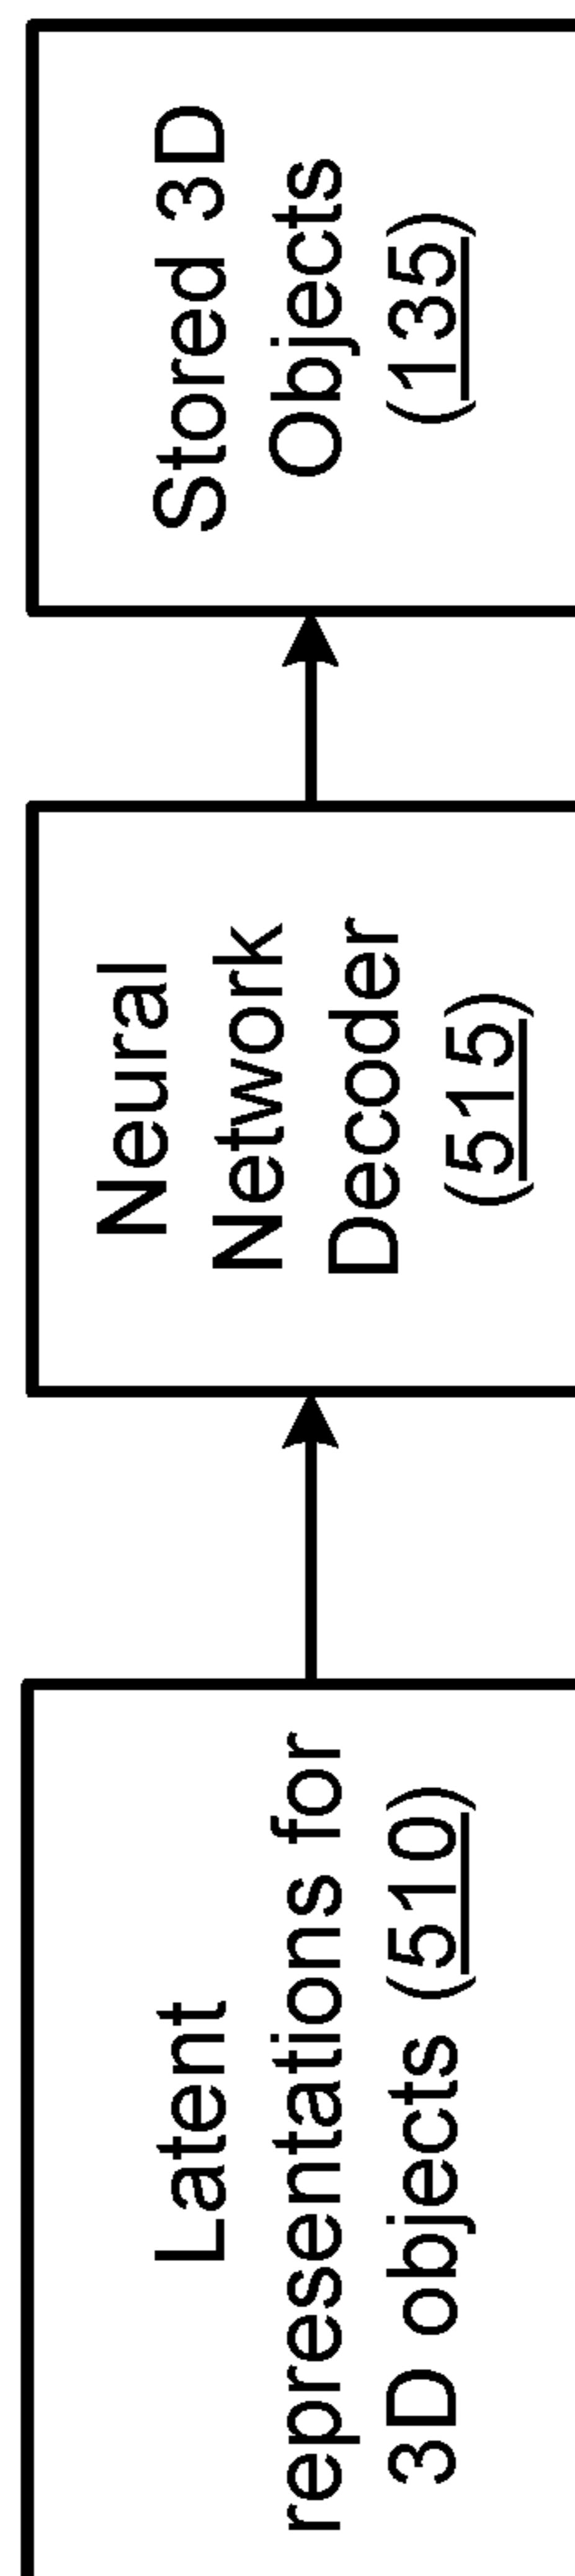 Latent
representations for
3D objects (510)
Neural
Network
Decoder
(515)
Stored 3D
Objects
(135)